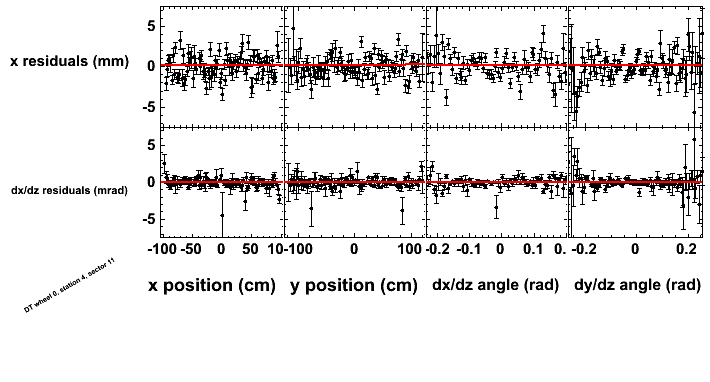 5
x residuals (mm)
0
-5
5
dx/dz residuals (mrad)
0
-5
-100 -50 0 50 -100 0 100 -0.2 -0.1 0 0.1 -0.2 0 0.2
x position (cm) y position (cm) dx/dz angle (rad) dy/dz angle (rad)
DT wheel 0, station 4, sector 11